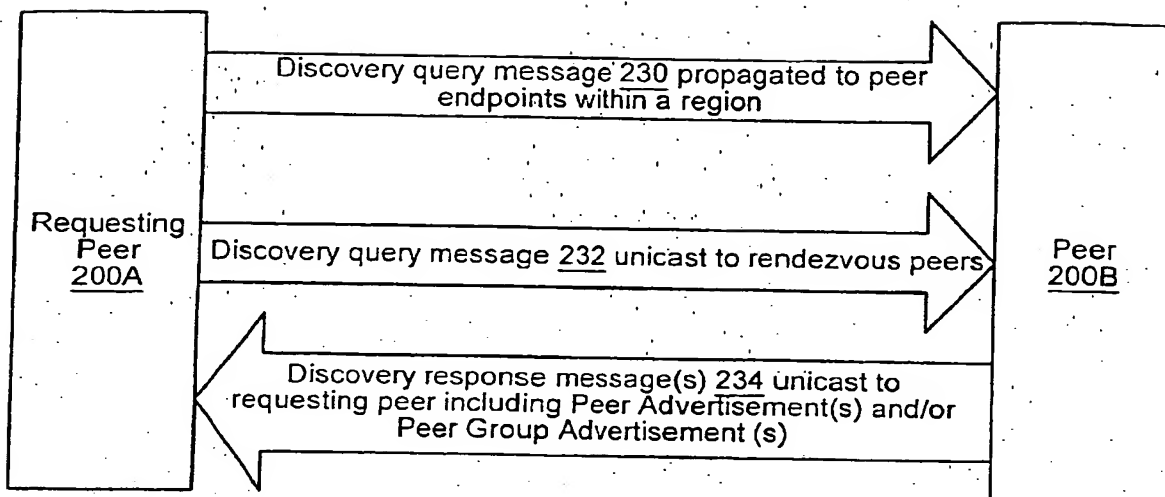 Discovery query message 230 propagated to peer
endpoints within a region
Requesting
Peer
200A
Discovery query message 232 unicast to rendezvous peers
Peer
200B
Discovery response message(s) 234 unicast to
requesting peer including Peer Advertisement(s) and/or
Peer Group Advertisement (s)